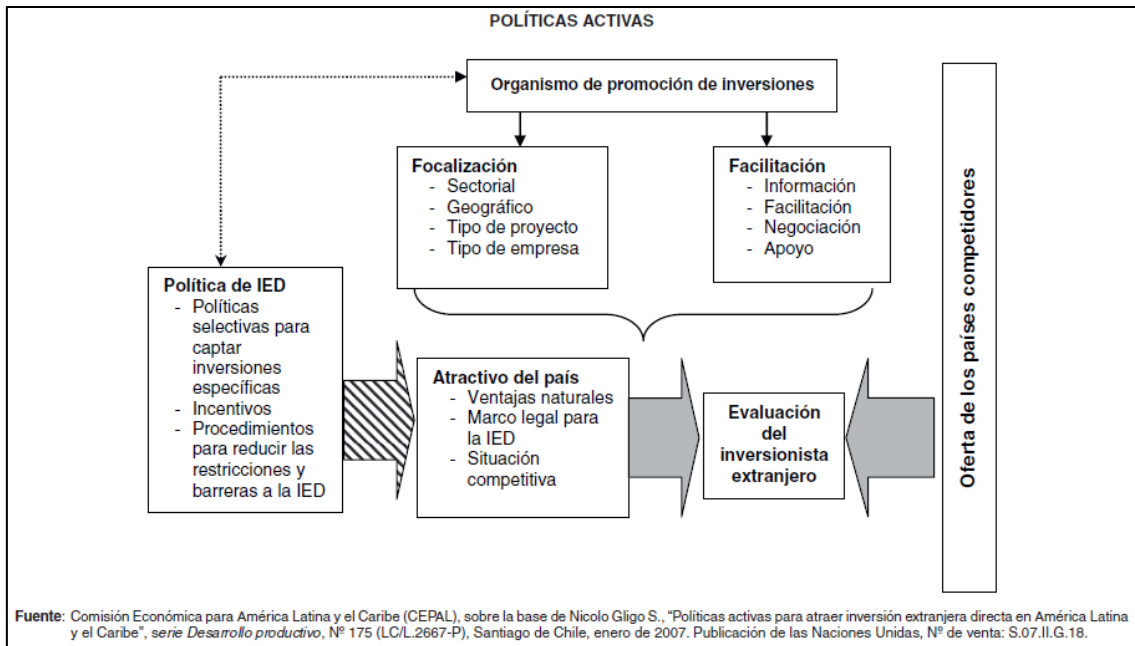 POLÍTICAS ACTIVAS
Organismo de promoción de inversiones
Focalización
- Sectorial
- Geográfico
- Tipo de proyecto
- Tipo de empresa
Facilitación
- Información
- Facilitación
- Negociación
- Apoyo
Política de IED
- Políticas
selectivas para
captar
inversiones
específicas
- Incentivos
- Procedimientos
para reducir las
restricciones y
barreras a la IED
Atractivo del país
- Ventajas naturales
- Marco legal para
la IED
- Situación
competitiva
Evaluación
del
inversionista
extranjero
Oferta de los países competidores
Fuente: Comisión Económica para América Latina y el Caribe (CEPAL), sobre la base de Nicolo Gligo S., "Políticas activas para atraer inversión extranjera directa en América Latina
y el Caribe", serie Desarrollo productivo, Nº 175 (LC/L.2667-P), Santiago de Chile, enero de 2007. Publicación de las Naciones Unidas, Nº de venta: S.07.II.G.18.